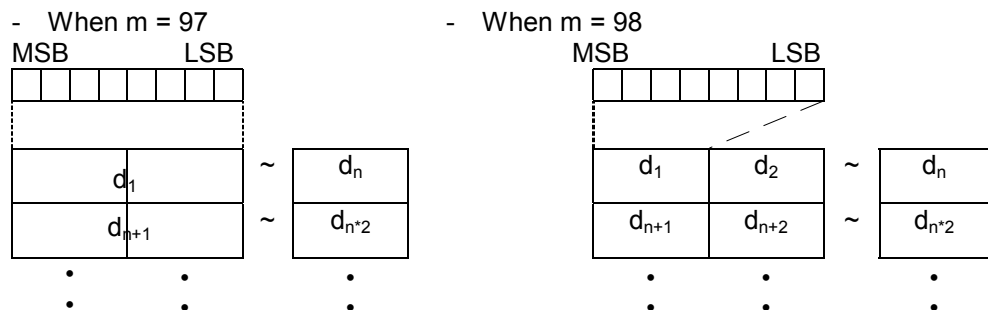 - When m = 97 - When m = 98
MSB LSB MSB LSB
d1 ~ dn d1 d2 ~ dn
dn+1 ~ dn*2 dn+1 dn+2 ~ dn*2